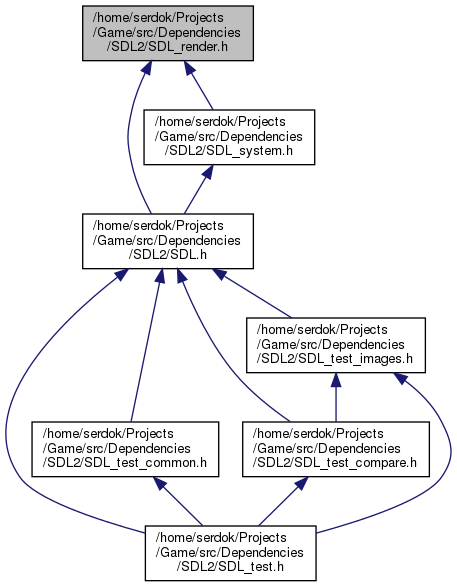 /home/serdok/Projects
/Game/src/Dependencies
/SDL2/SDL_render.h
/home/serdok/Projects
/Game/src/Dependencies
/SDL2/SDL_system.h
/home/serdok/Projects
/Game/src/Dependencies
/SDL2/SDL.h
/home/serdok/Projects
/Game/src/Dependencies
/SDL2/SDL_test_images.h
/home/serdok/Projects
/Game/src/Dependencies
/SDL2/SDL_test_common.h
/home/serdok/Projects
/Game/src/Dependencies
/SDL2/SDL_test_compare.h
/home/serdok/Projects
/Game/src/Dependencies
/SDL2/SDL_test.h